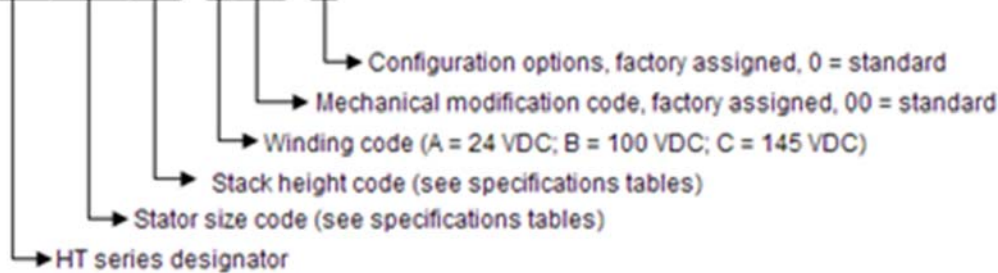 Configuration options, factory assigned, 0 = standard
Mechanical modification code, factory assigned, 00 = standard
Winding code (A = 24 VDC; B = 100 VDC; C = 145 VDC)
Stack height code (see specifications tables)
Stator size code (see specifications tables)
HT series designator